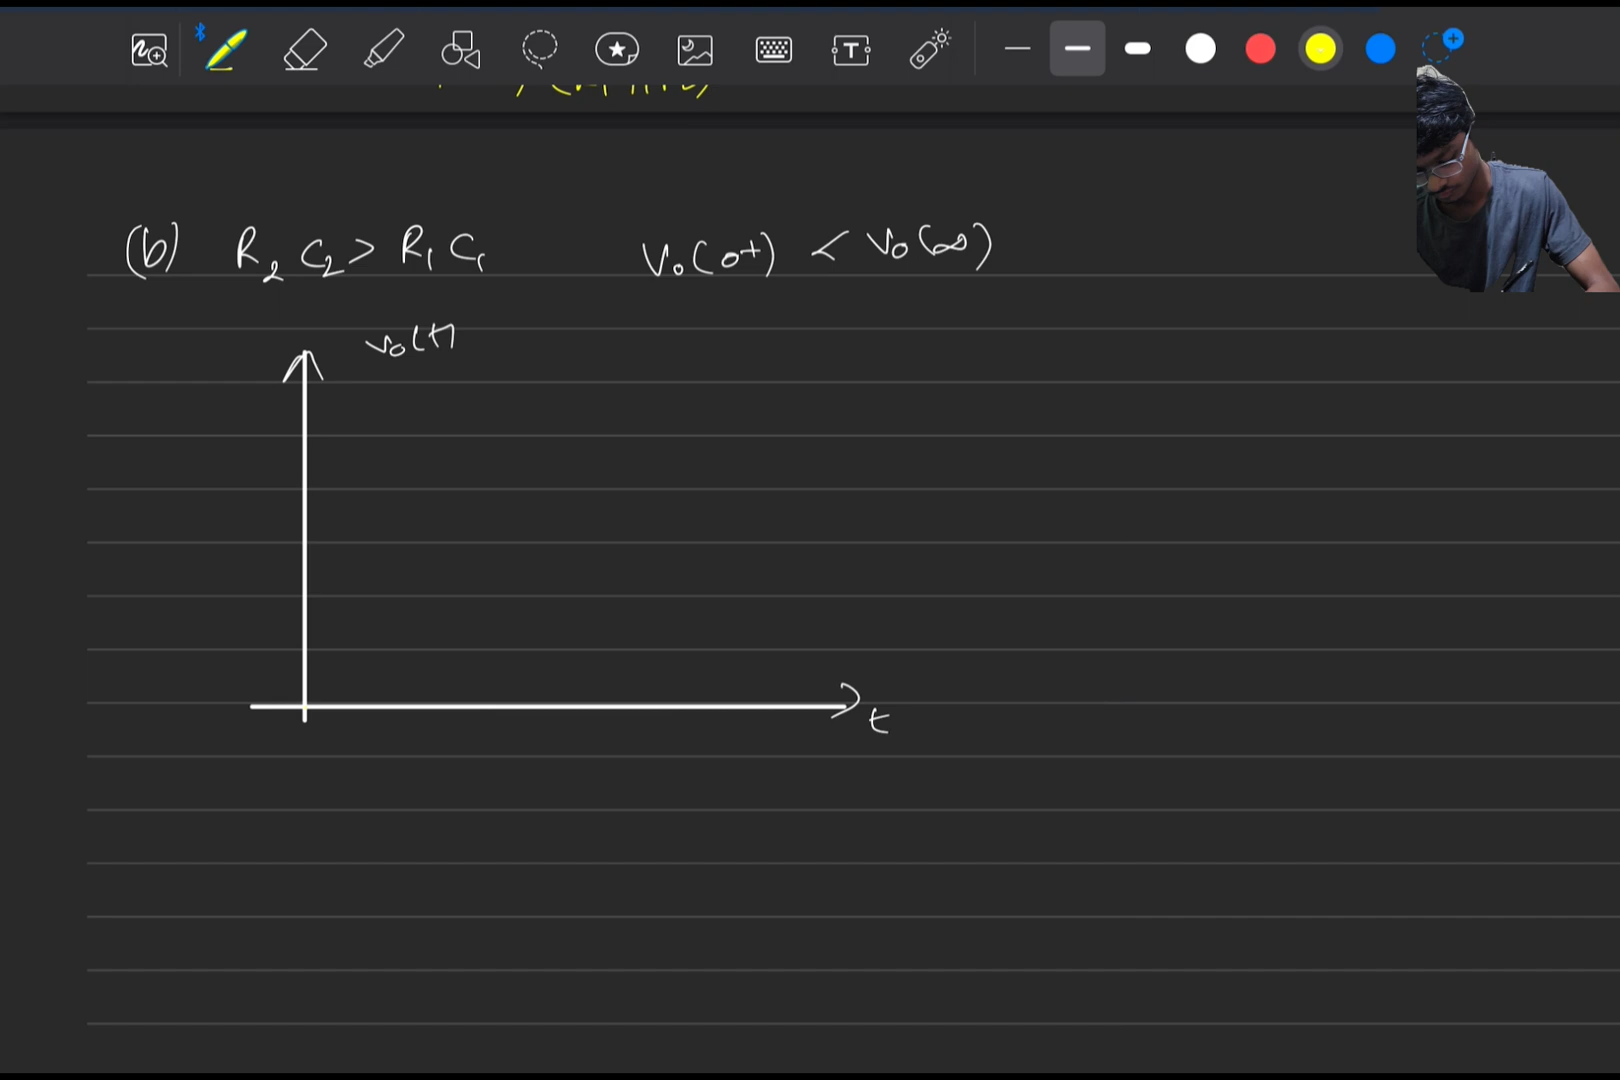 (b) R₂ C₂ > R₁ C₁ V₀(0+) < V₀(∞)
V₀(t)
t